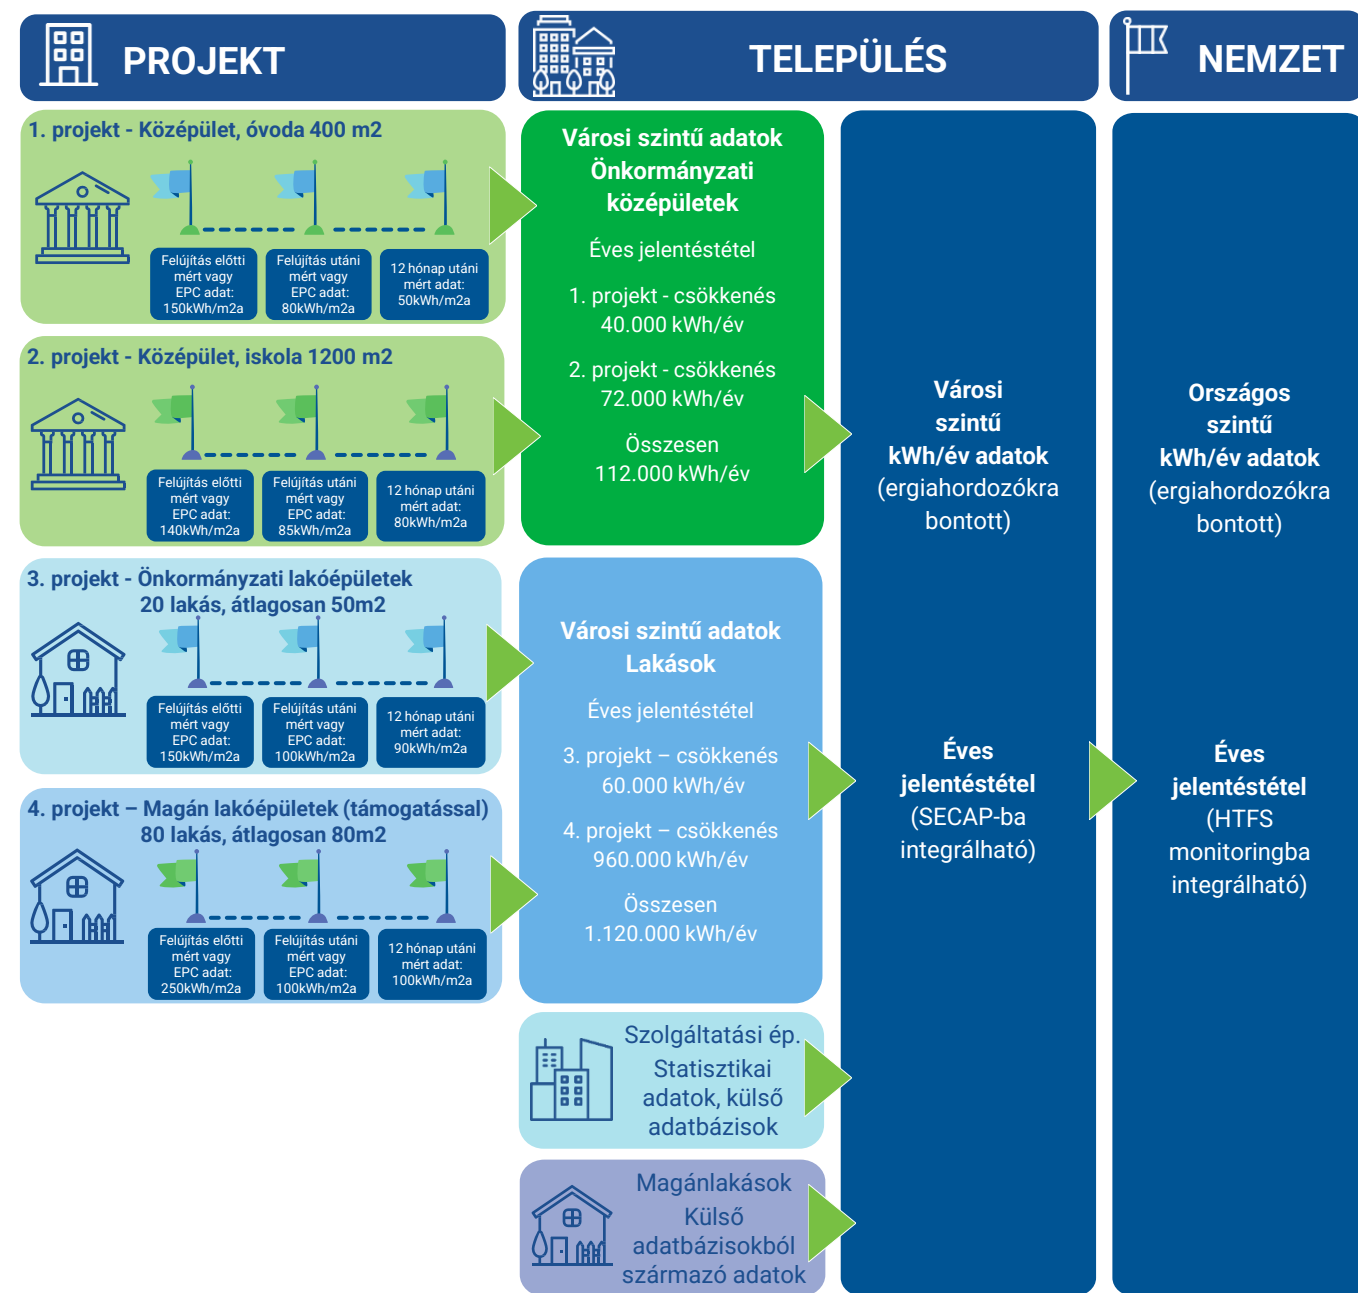 PROJEKT
TELEPÜLÉS
NEMZET
1. projekt - Középület, óvoda 400 m2
Felújítás előtti
mért vagy
EPC adat:
150kWh/m2a
Felújítás utáni
mért vagy
EPC adat:
80kWh/m2a
12 hónap utáni
mért adat:
50kWh/m2a
2. projekt - Középület, iskola 1200 m2
Felújítás előtti
mért vagy
EPC adat:
140kWh/m2a
Felújítás utáni
mért vagy
EPC adat:
85kWh/m2a
12 hónap utáni
mért adat:
80kWh/m2a
3. projekt - Önkormányzati lakóépületek
20 lakás, átlagosan 50m2
Felújítás előtti
mért vagy
EPC adat:
150kWh/m2a
Felújítás utáni
mért vagy
EPC adat:
100kWh/m2a
12 hónap utáni
mért adat:
90kWh/m2a
4. projekt – Magán lakóépületek (támogatással)
80 lakás, átlagosan 80m2
Felújítás előtti
mért vagy
EPC adat:
250kWh/m2a
Felújítás utáni
mért vagy
EPC adat:
100kWh/m2a
12 hónap utáni
mért adat:
100kWh/m2a
Városi szintű adatok
Önkormányzati
középületek
Éves jelentéstétel
1. projekt - csökkenés
40.000 kWh/év
2. projekt - csökkenés
72.000 kWh/év
Összesen
112.000 kWh/év
Városi szintű adatok
Lakások
Éves jelentéstétel
3. projekt – csökkenés
60.000 kWh/év
4. projekt – csökkenés
960.000 kWh/év
Összesen
1.120.000 kWh/év
Szolgáltatási ép.
Statisztikai
adatok, külső
adatbázisok
Magánlakások
Külső
adatbázisokból
származó adatok
Városi
szintű
kWh/év adatok
(ergiahordozókra
bontott)
Éves
jelentéstétel
(SECAP-ba
integrálható)
Országos
szintű
kWh/év adatok
(ergiahordozókra
bontott)
Éves
jelentéstétel
(HTFS
monitoringba
integrálható)